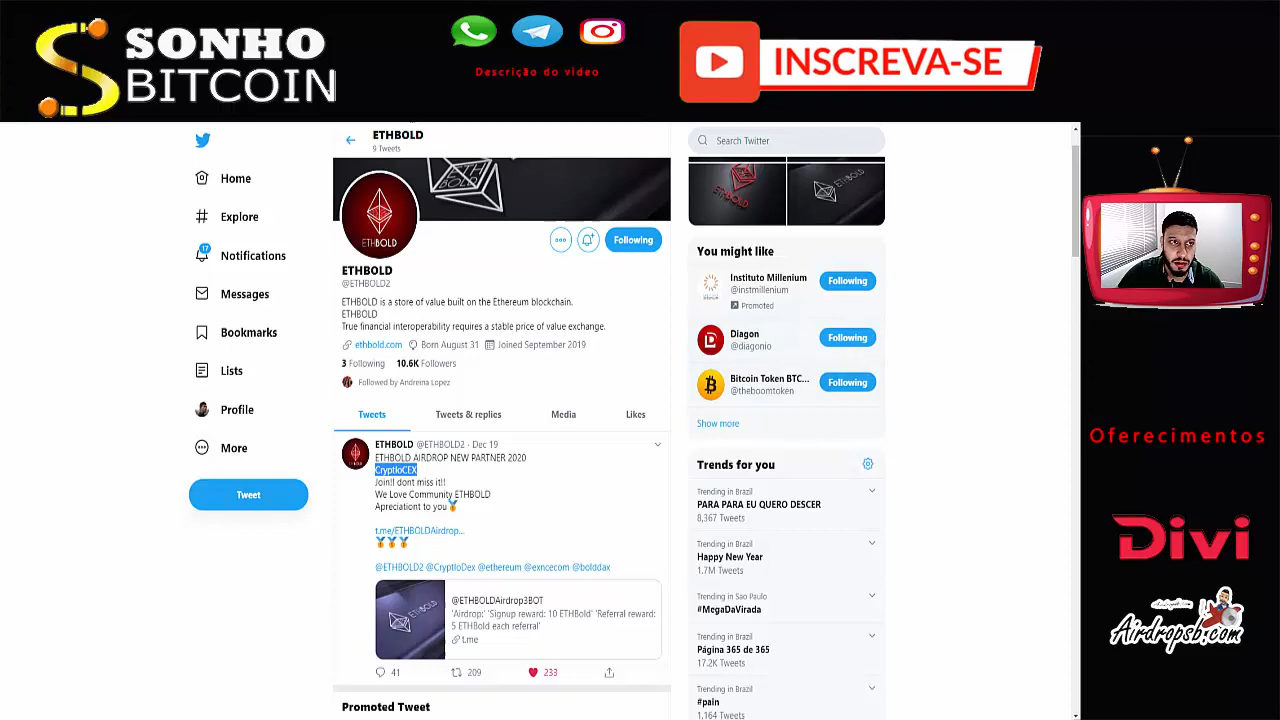 SONHO
BITCOIN
Descrição do vídeo
INSCREVA-SE
ETHBOLD
9 Tweets
Search Twitter
Home
Explore
17
Notifications
Messages
Bookmarks
Lists
Profile
More
Tweet
ETH
BOLD
ETHBOLD
Following
ETHBOLD
@ETHBOLD2
ETHBOLD is a store of value built on the Ethereum blockchain.
ETHBOLD
True financial interoperability requires a stable price of value exchange.
ethbold.com Born August 31 Joined September 2019
3 Following 10.6K Followers
Followed by Andreina Lopez
Tweets Tweets & replies Media Likes
ETHBOLD @ETHBOLD2 · Dec 19
ETHBOLD AIRDROP NEW PARTNER 2020
CryptloCEX
Join!! dont miss it!!
We Love Community ETHBOLD
Apreciationt to you
t.me/ETHBOLDAirdrop...
@ETHBOLD2 @CryptloDex @ethereum @exncecom @bolddax
ETHBOLD
@ETHBOLDAirdrop3BOT
'Airdrop:' 'Signup reward: 10 ETHBold' 'Referral reward:
5 ETHBold each referral'
t.me
41 209 233
Promoted Tweet
ETHBOLD
ETHBOLD
You might like
Instituto Millenium
@instmillenium
Promoted
Following
Diagon
@diagonio
Following
Bitcoin Token BTC...
@theboomtoken
Following
Show more
Trends for you
Trending in Brazil
PARA PARA EU QUERO DESCER
8,367 Tweets
Trending in Brazil
Happy New Year
1.7M Tweets
Trending in Sao Paulo
#MegaDaVirada
Trending in Brazil
Página 365 de 365
17.2K Tweets
Trending in Brazil
#pain
1,164 Tweets
Oferecimentos
Divi
Airdropsb.com